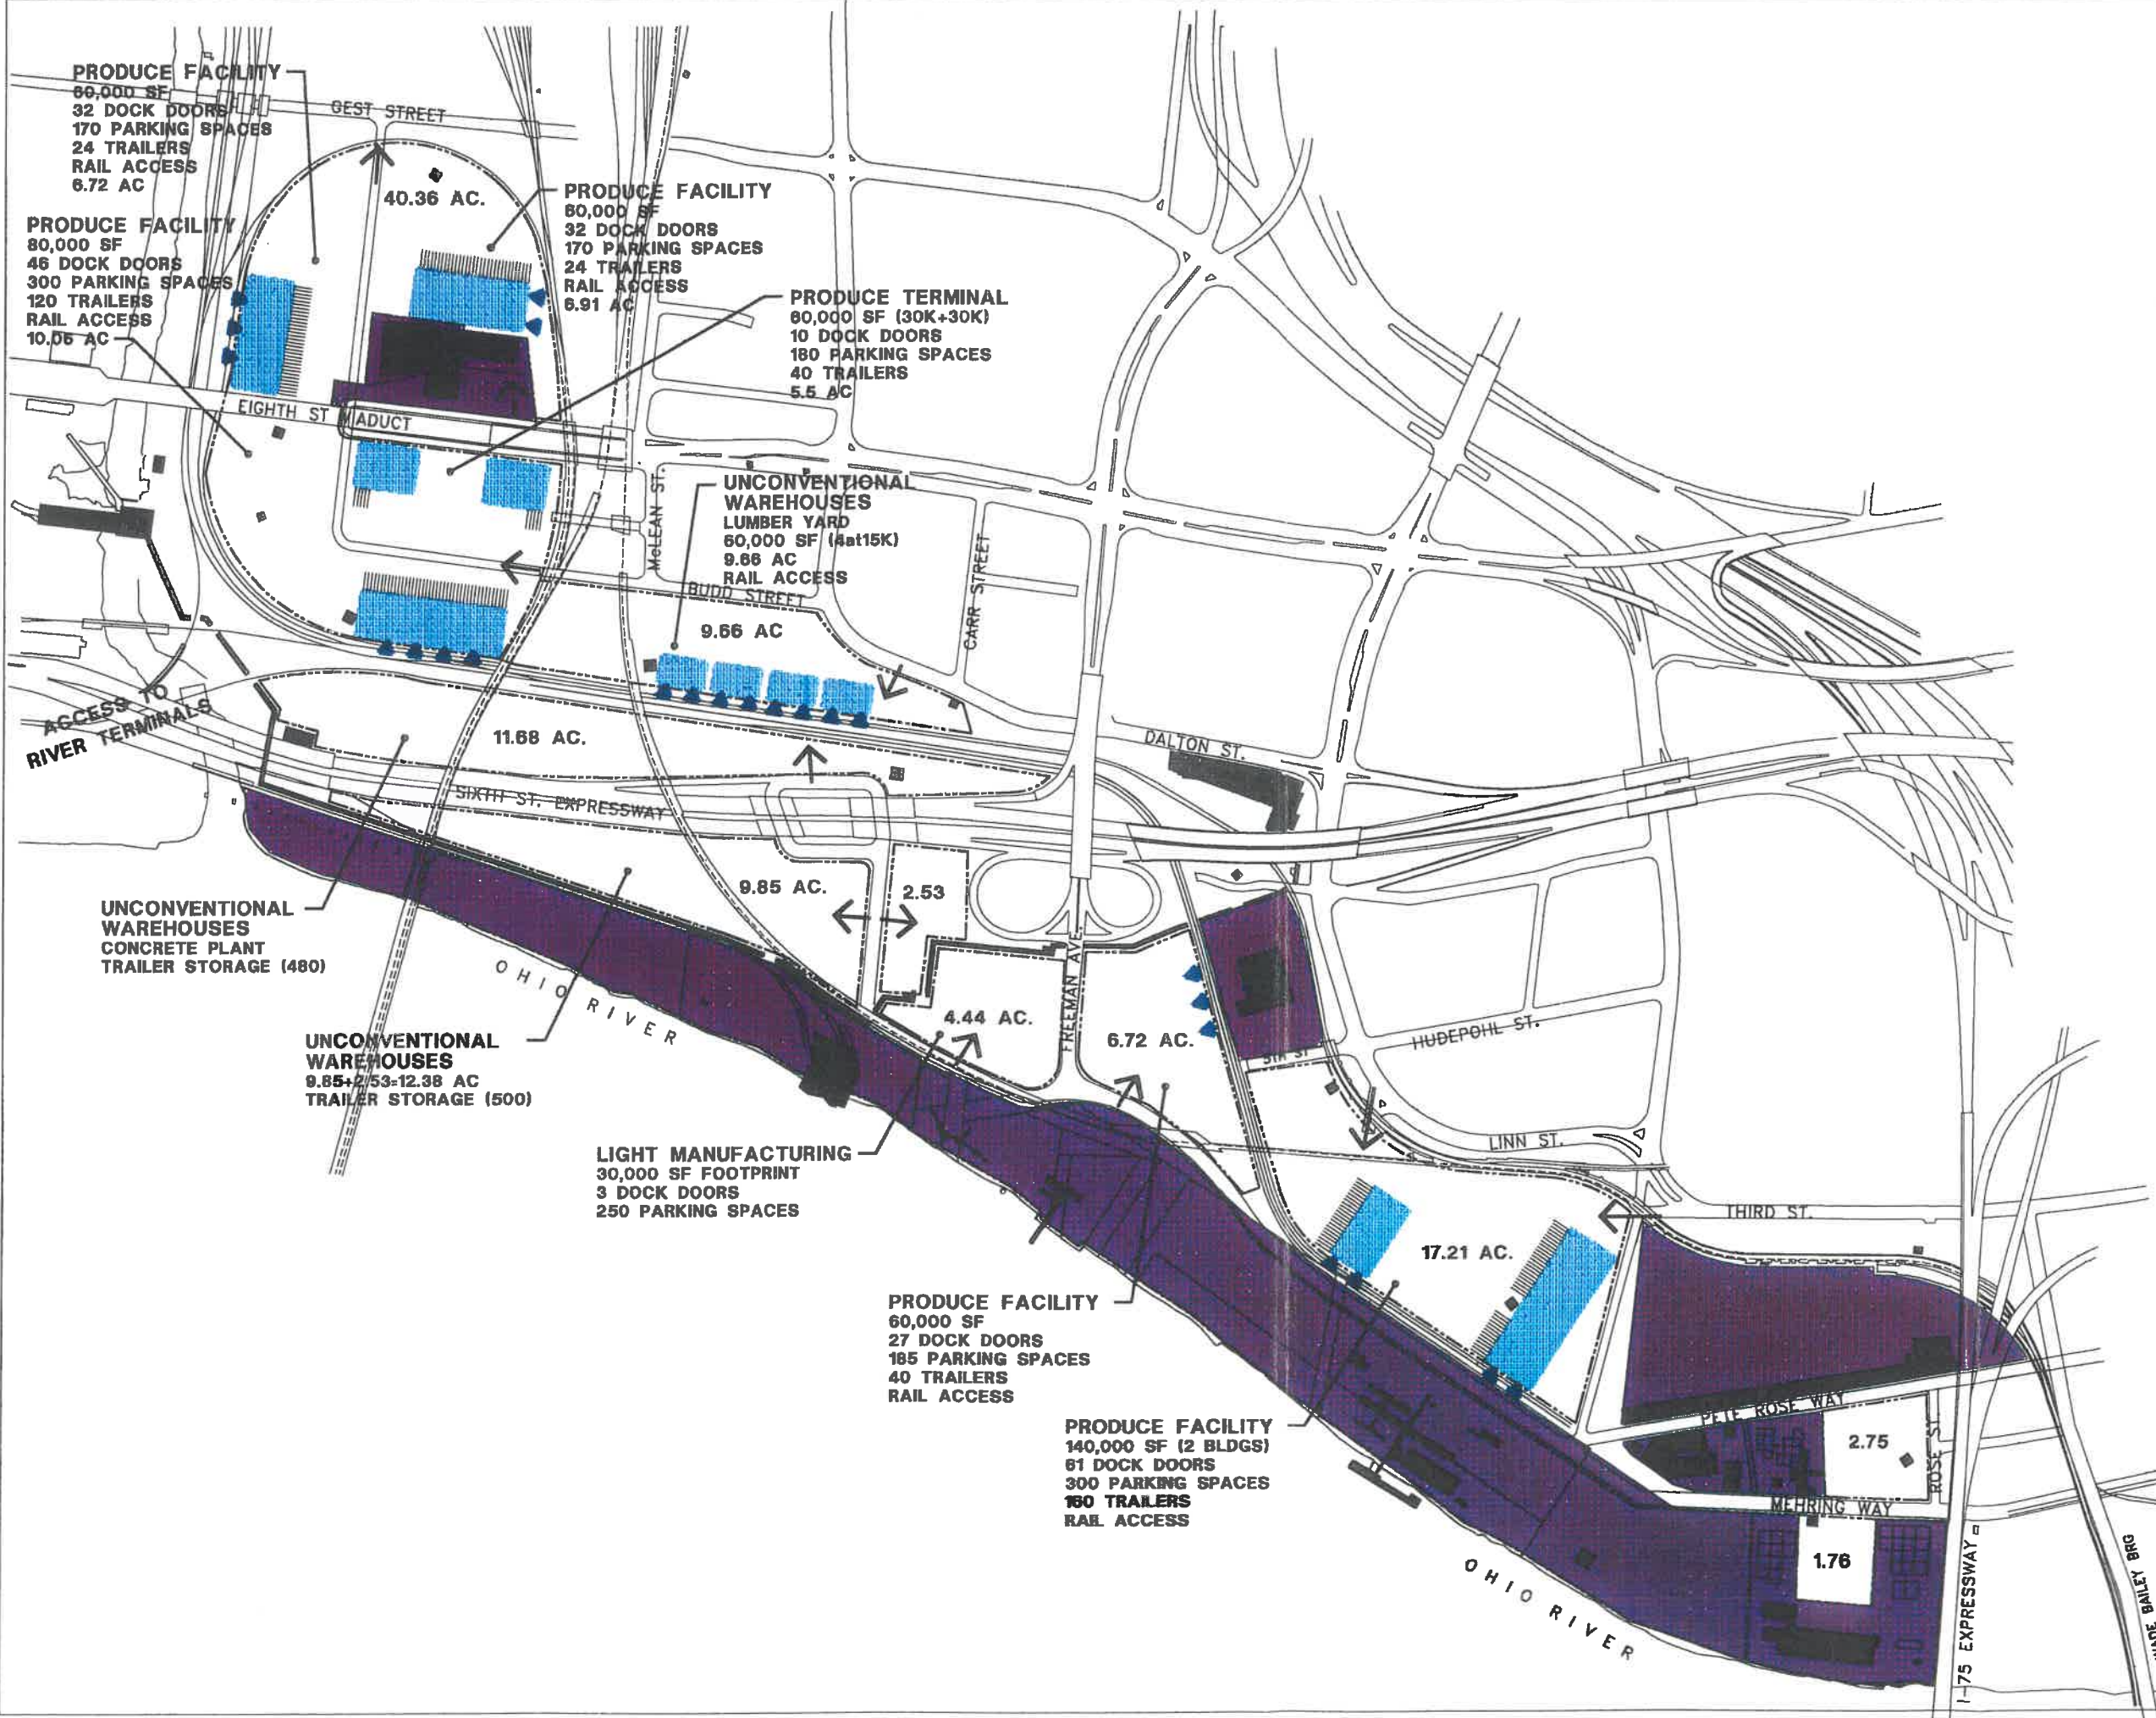 PRODUCE FACILITY
60,000 SF
32 DOCK DOORS
170 PARKING SPACES
24 TRAILERS
RAIL ACCESS
6.72 AC
GEST STREET
40.36 AC.
PRODUCE FACILITY
60,000 SF
32 DOCK DOORS
170 PARKING SPACES
24 TRAILERS
RAIL ACCESS
6.91 AC
PRODUCE FACILITY
80,000 SF
46 DOCK DOORS
300 PARKING SPACES
120 TRAILERS
RAIL ACCESS
10.06 AC
PRODUCE TERMINAL
60,000 SF (30K+30K)
10 DOCK DOORS
180 PARKING SPACES
40 TRAILERS
5.5 AC
EIGHTH ST VIADUCT
McLEAN ST.
UNCONVENTIONAL
WAREHOUSES
LUMBER YARD
60,000 SF (4at15K)
9.66 AC
RAIL ACCESS
BUDD STREET
CARR STREET
9.66 AC
ACCESS TO
RIVER TERMINALS
11.68 AC.
DALTON ST.
SIXTH ST. EXPRESSWAY
9.85 AC.
2.53
UNCONVENTIONAL
WAREHOUSES
CONCRETE PLANT
TRAILER STORAGE (480)
OHIO RIVER
4.44 AC.
FREEMAN AVE.
6.72 AC.
5TH ST
HUDEPOHL ST.
UNCONVENTIONAL
WAREHOUSES
9.85+2.53=12.38 AC
TRAILER STORAGE (500)
LIGHT MANUFACTURING
30,000 SF FOOTPRINT
3 DOCK DOORS
250 PARKING SPACES
LINN ST.
THIRD ST.
17.21 AC.
PRODUCE FACILITY
60,000 SF
27 DOCK DOORS
185 PARKING SPACES
40 TRAILERS
RAIL ACCESS
PRODUCE FACILITY
140,000 SF (2 BLDGS)
61 DOCK DOORS
300 PARKING SPACES
160 TRAILERS
RAIL ACCESS
PETE ROSE WAY
2.75
ROSE ST.
MEHRING WAY
1.76
OHIO RIVER
I-75 EXPRESSWAY
WADE BAILEY BRG